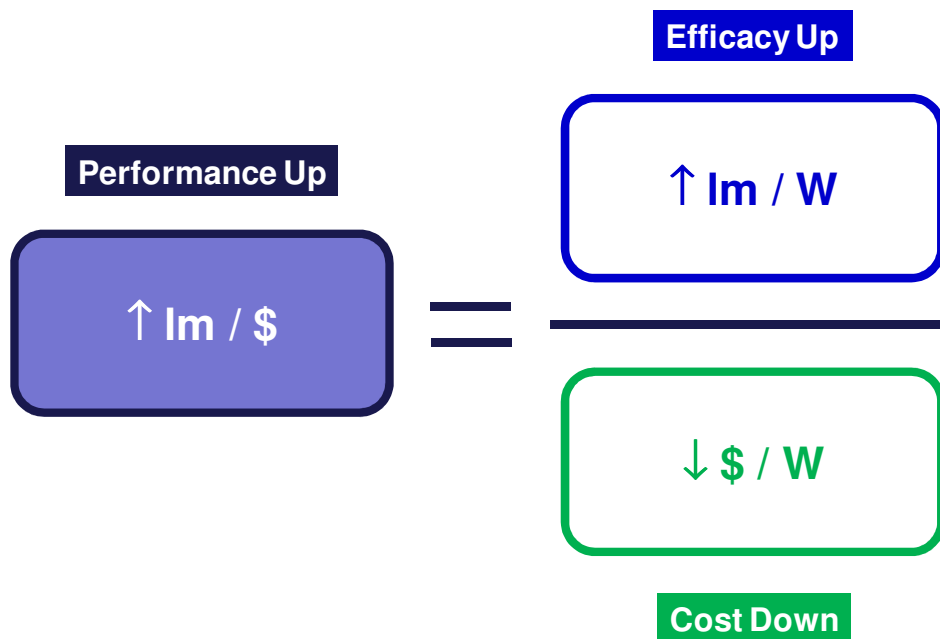 Efficacy Up
↑ lm / W
Performance Up
↑ lm / $
=
↓ $ / W
Cost Down